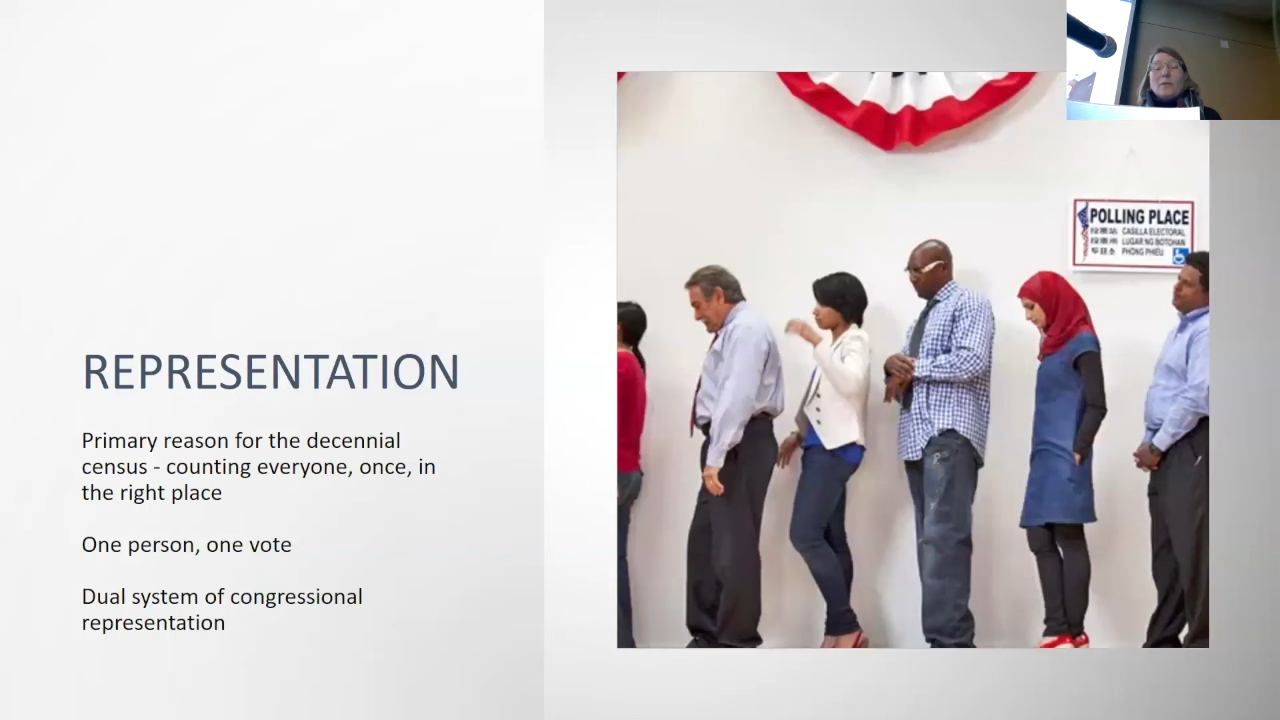 REPRESENTATION
Primary reason for the decennial
census - counting everyone, once, in
the right place
One person, one vote
Dual system of congressional
representation
POLLING PLACE
CASILLA ELECTORAL
LUGAR NG BOTOHAN
PHÒNG PHIẾU